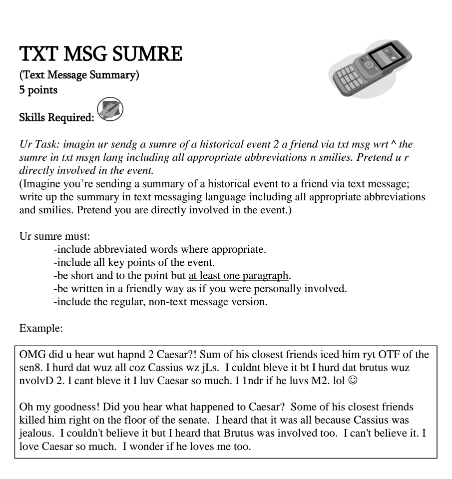 TXT MSG SUMRE
(Text Message Summary)
5 points
Skills Required:
Ur Task: imagin ur sendg a sumre of a historical event 2 a friend via txt msg wrt ^ the
sumre in txt msgn lang including all appropriate abbreviations n smilies. Pretend u r
directly involved in the event.
(Imagine you're sending a summary of a historical event to a friend via text message;
write up the summary in text messaging language including all appropriate abbreviations
and smilies. Pretend you are directly involved in the event.)
Ur sumre must:
-include abbreviated words where appropriate.
-include all key points of the event.
-be short and to the point but at least one paragraph.
-be written in a friendly way as if you were personally involved.
-include the regular, non-text message version.
Example:
OMG did u hear wut hapnd 2 Caesar?! Sum of his closest friends iced him ryt OTF of the
sen8. I hurd dat wuz all coz Cassius wz jLs. I culdnt bleve it bt I hurd dat brutus wuz
nvolvD 2. I cant bleve it I luv Caesar so much. I 1ndr if he luvs M2. lol ☺
Oh my goodness! Did you hear what happened to Caesar? Some of his closest friends
killed him right on the floor of the senate. I heard that it was all because Cassius was
jealous. I couldn't believe it but I heard that Brutus was involved too. I can't believe it. I
love Caesar so much. I wonder if he loves me too.